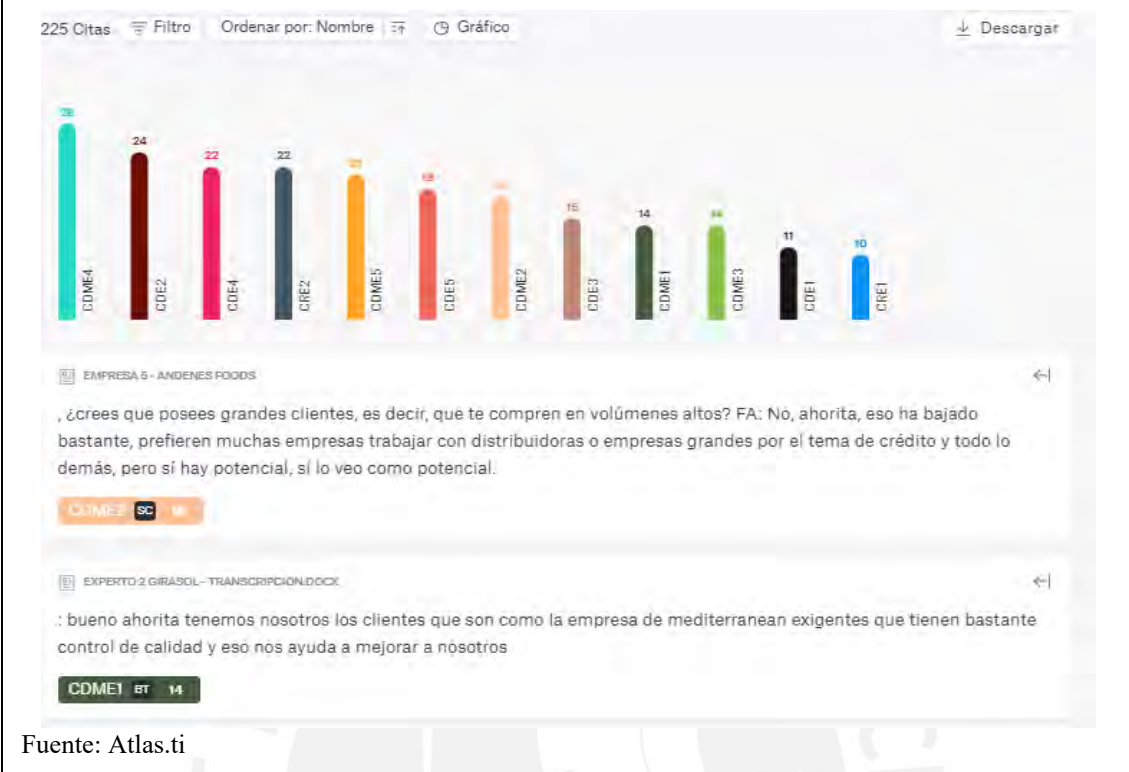 225 Citas Filtro Ordenar por: Nombre Gráfico Descargar
28
24
22
22
21
15
14
14
11
10
CDME4
CDE2
CDE4
CRE2
CDME5
CDE5
CDME2
CDE3
CDME1
CDME3
CDE1
CRE1
EMPRESA 5 - ANDENES FOODS
, ¿crees que posees grandes clientes, es decir, que te compren en volúmenes altos? FA: No, ahorita, eso ha bajado
bastante, prefieren muchas empresas trabajar con distribuidoras o empresas grandes por el tema de crédito y todo lo
demás, pero sí hay potencial, sí lo veo como potencial.
CDME2 SC
EXPERTO 2 GIRASOL- TRANSCRIPCION.DOCX
: bueno ahorita tenemos nosotros los clientes que son como la empresa de mediterranean exigentes que tienen bastante
control de calidad y eso nos ayuda a mejorar a nosotros
CDME1 BT 14
Fuente: Atlas.ti